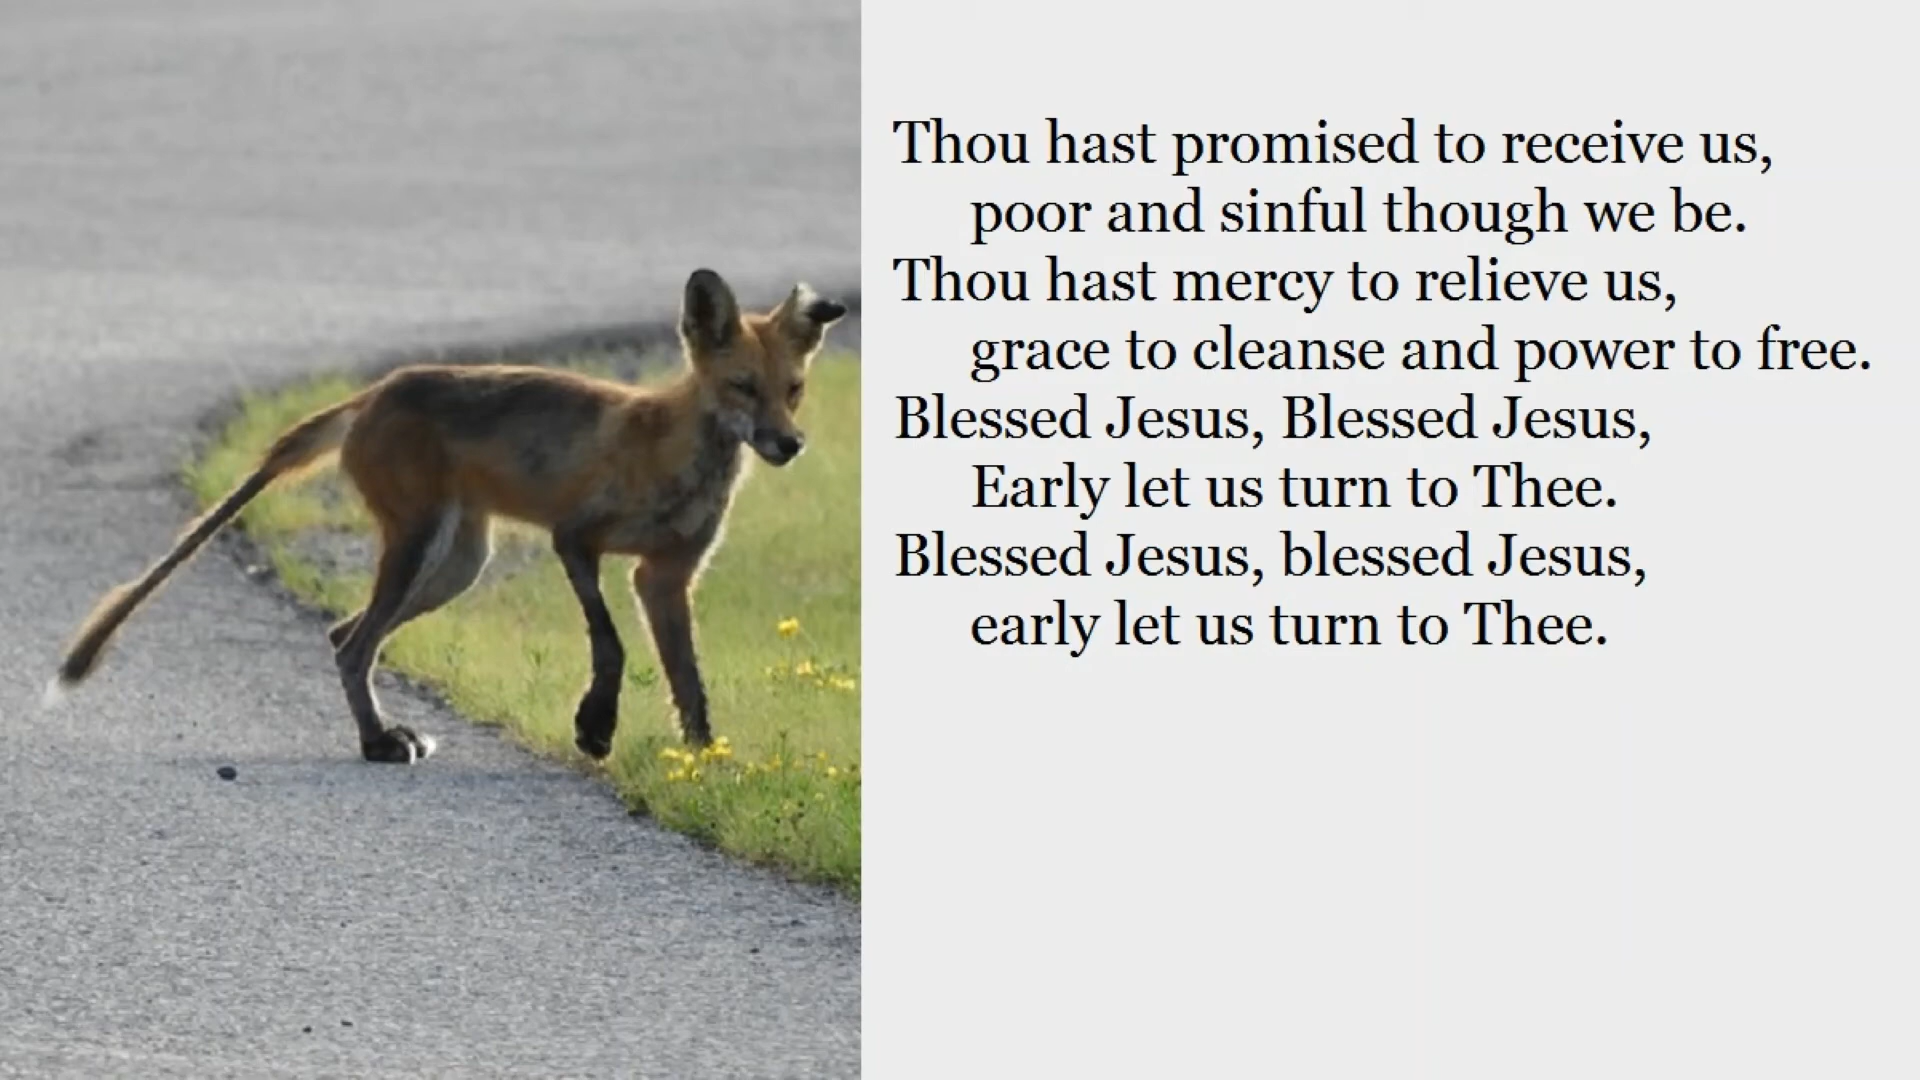 Thou hast promised to receive us,
poor and sinful though we be.
Thou hast mercy to relieve us,
grace to cleanse and power to free.
Blessed Jesus, Blessed Jesus,
Early let us turn to Thee.
Blessed Jesus, blessed Jesus,
early let us turn to Thee.